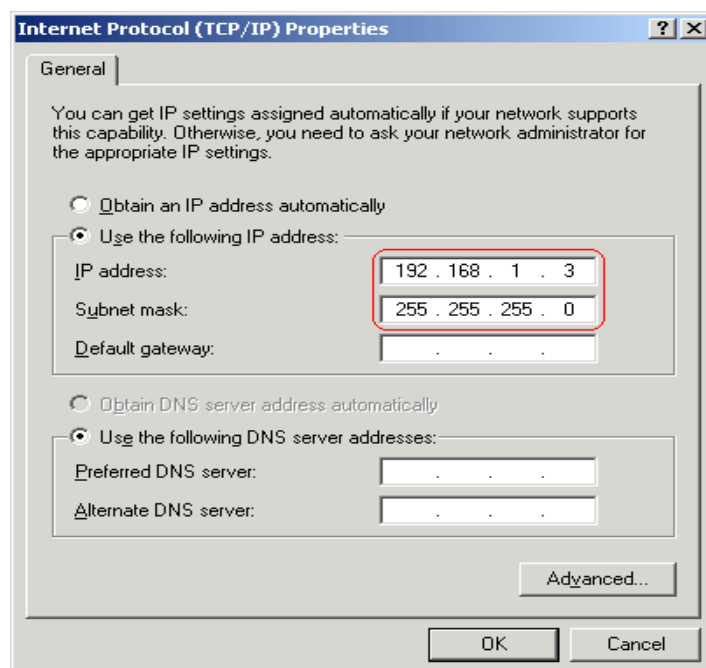 Internet Protocol (TCP/IP) Properties
General
You can get IP settings assigned automatically if your network supports
this capability. Otherwise, you need to ask your network administrator for
the appropriate IP settings.
Obtain an IP address automatically
Use the following IP address:
IP address: 192 . 168 . 1 . 3
Subnet mask: 255 . 255 . 255 . 0
Default gateway: . . .
Obtain DNS server address automatically
Use the following DNS server addresses:
Preferred DNS server: . . .
Alternate DNS server: . . .
Advanced...
OK Cancel